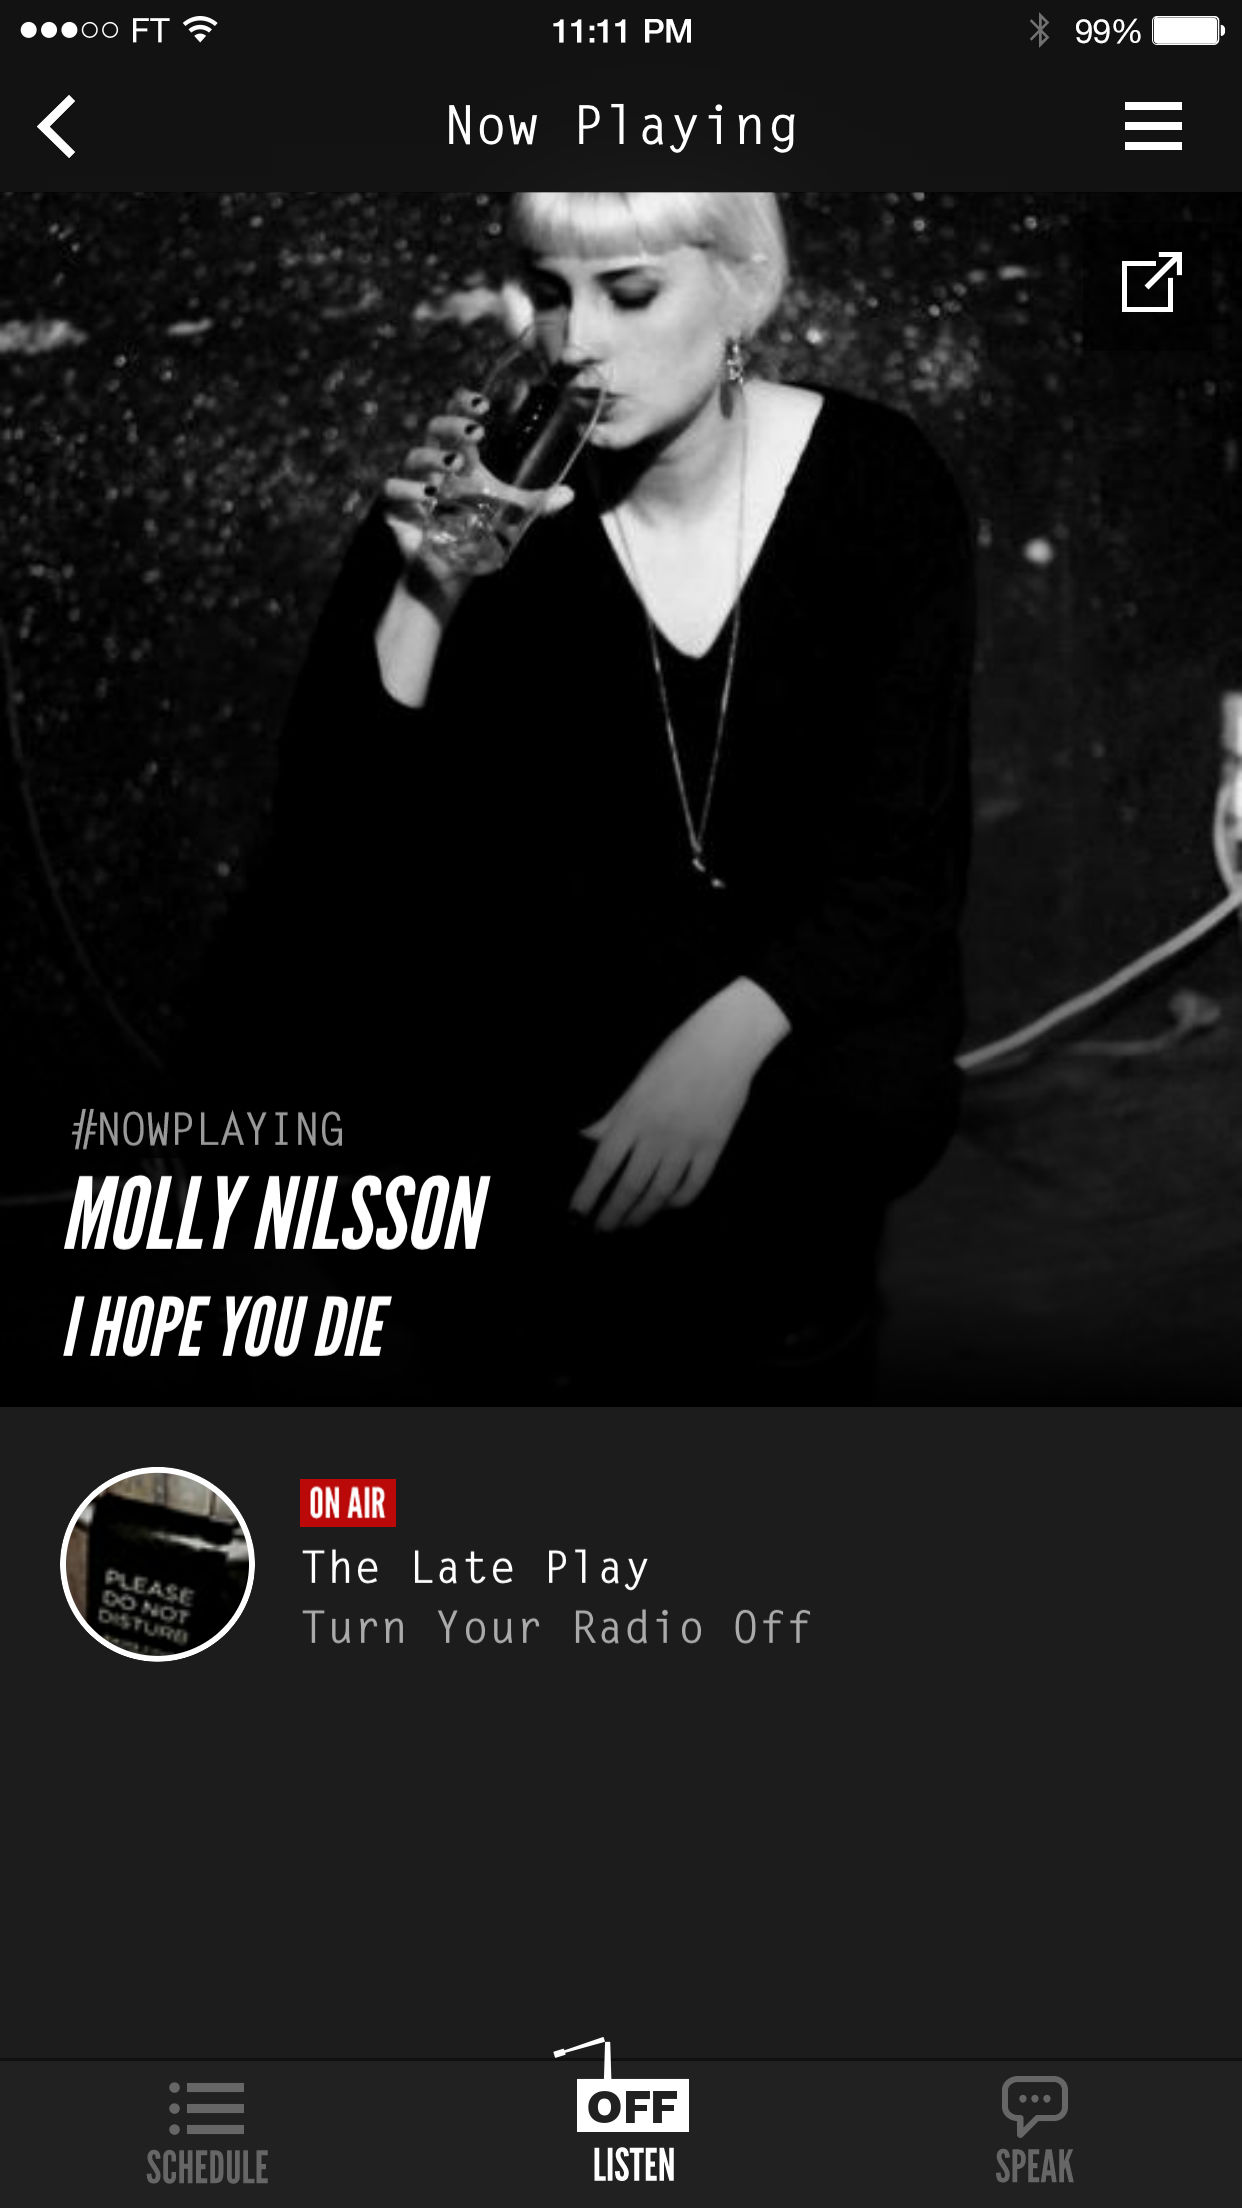 FT 11:11 PM 99%
Now Playing
#NOWPLAYING
MOLLY NILSSON
I HOPE YOU DIE
PLEASE
DO NOT
DISTURB
ON AIR
The Late Play
Turn Your Radio Off
OFF
SCHEDULE LISTEN SPEAK